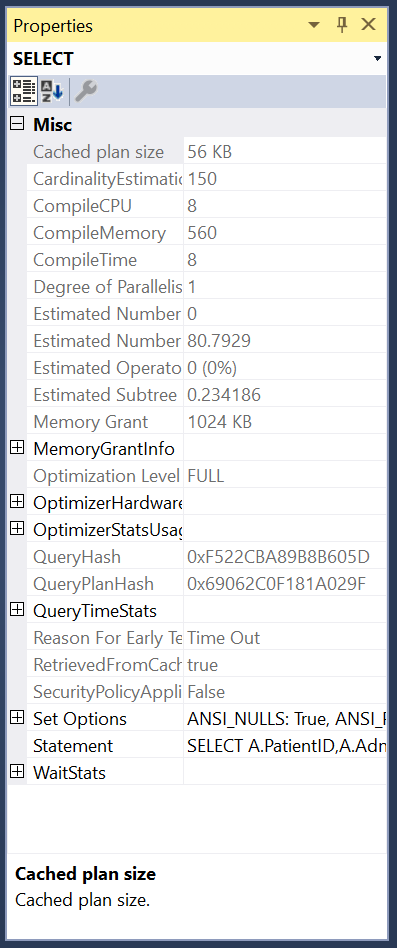 Properties
SELECT
Misc
Cached plan size 56 KB
CardinalityEstimatic 150
CompileCPU 8
CompileMemory 560
CompileTime 8
Degree of Parallelis 1
Estimated Number 0
Estimated Number 80.7929
Estimated Operato 0 (0%)
Estimated Subtree 0.234186
Memory Grant 1024 KB
MemoryGrantInfo
Optimization Level FULL
OptimizerHardware
OptimizerStatsUsag
QueryHash 0xF522CBA89B8B605D
QueryPlanHash 0x69062C0F181A029F
QueryTimeStats
Reason For Early Te Time Out
RetrievedFromCach true
SecurityPolicyAppli False
Set Options ANSI_NULLS: True, ANSI_P
Statement SELECT A.PatientID,A.Adm
WaitStats
Cached plan size
Cached plan size.